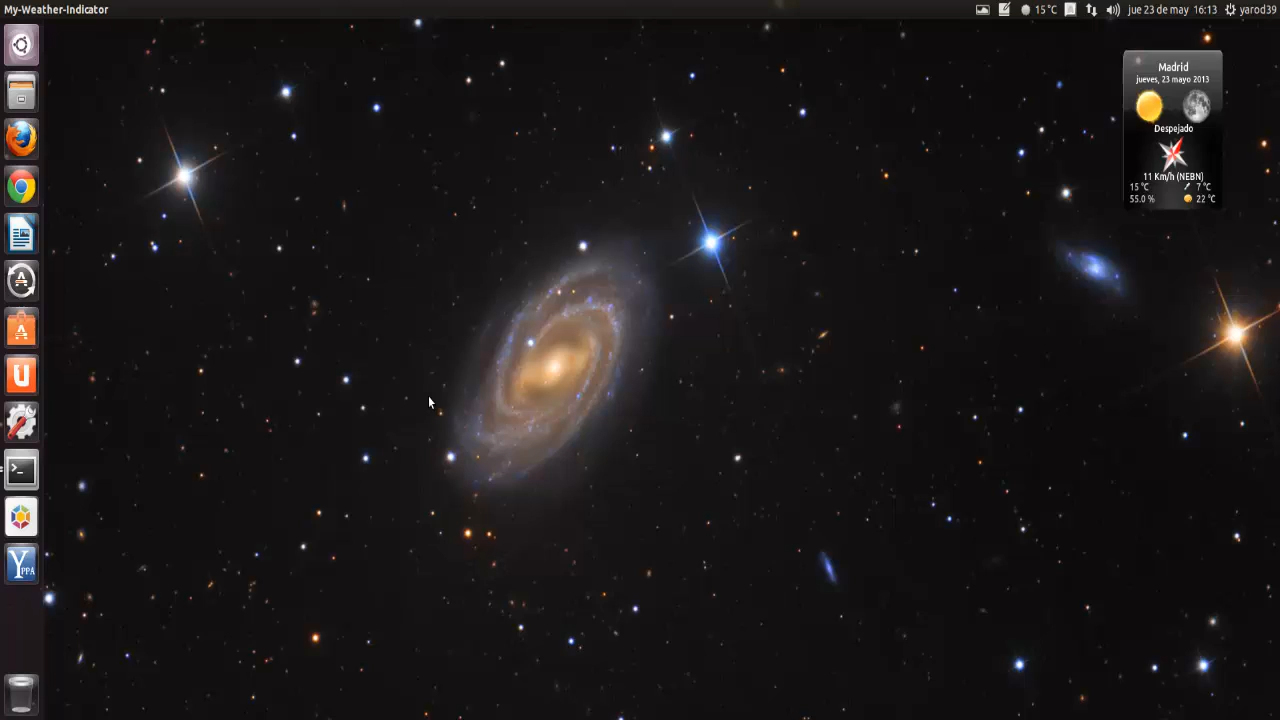 My-Weather-Indicator
15°C
jue 23 de may 16:13
yarod39
Madrid
jueves, 23 mayo 2013
Despejado
11 Km/h (NEBN)
15 °C 7 °C
55.0 % 22 °C
U
>_
Y PPA